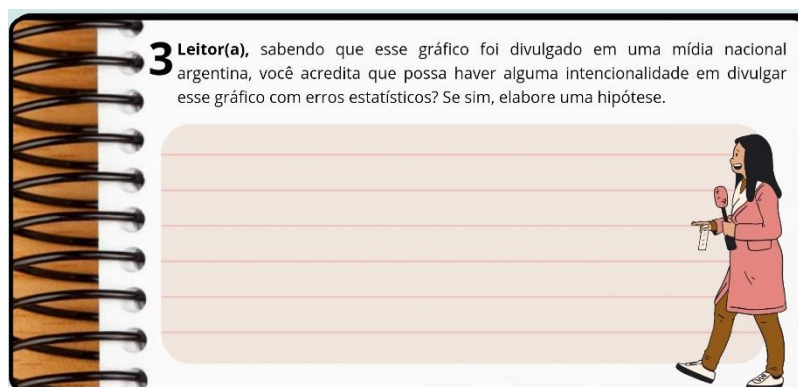 3 Leitor(a), sabendo que esse gráfico foi divulgado em uma mídia nacional
argentina, você acredita que possa haver alguma intencionalidade em divulgar
esse gráfico com erros estatísticos? Se sim, elabore uma hipótese.